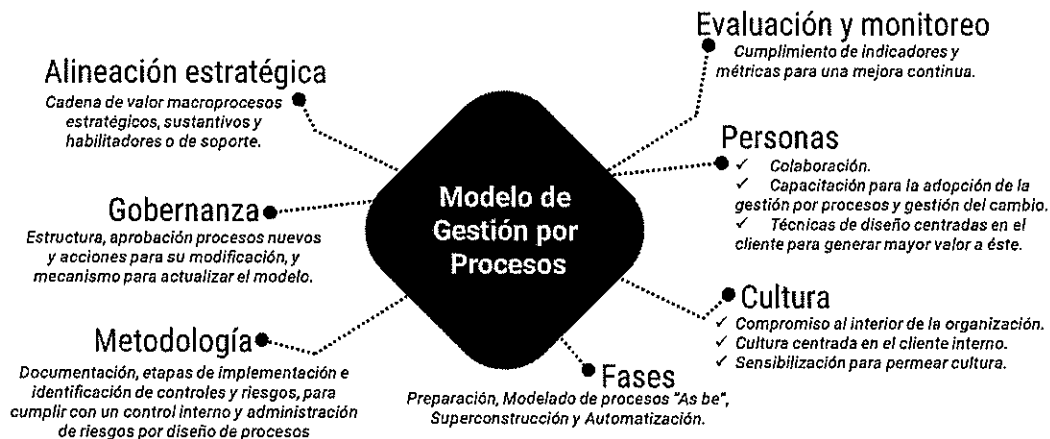 Alineación estratégica
Cadena de valor macroprocesos
estratégicos, sustantivos y
habilitadores o de soporte.
Gobernanza
Estructura, aprobación procesos nuevos
y acciones para su modificación, y
mecanismo para actualizar el modelo.
Metodología
Documentación, etapas de implementación e
identificación de controles y riesgos, para
cumplir con un control interno y administración
de riesgos por diseño de procesos
Modelo de
Gestión por
Procesos
Evaluación y monitoreo
Cumplimiento de indicadores y
métricas para una mejora continua.
Personas
✓ Colaboración.
✓ Capacitación para la adopción de la
gestión por procesos y gestión del cambio.
✓ Técnicas de diseño centradas en el
cliente para generar mayor valor a éste.
Cultura
✓ Compromiso al interior de la organización.
✓ Cultura centrada en el cliente interno.
✓ Sensibilización para permear cultura.
Fases
Preparación, Modelado de procesos "As be",
Superconstrucción y Automatización.